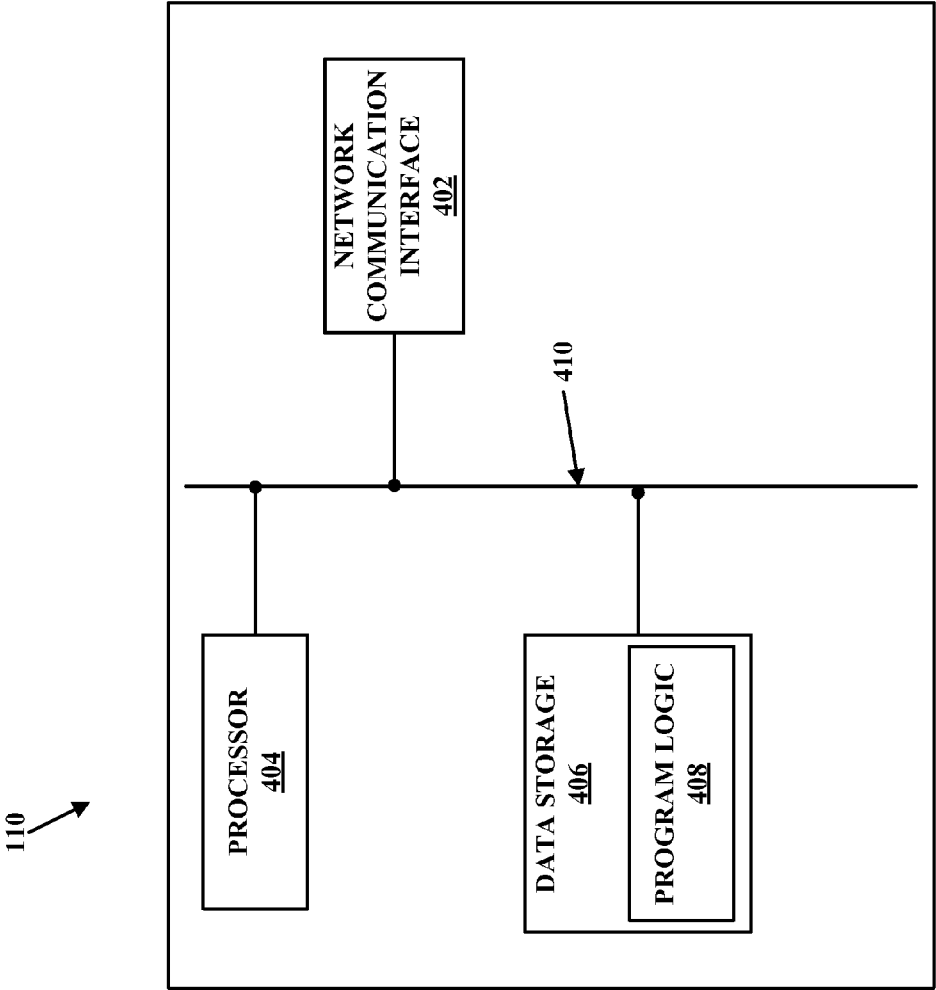 110
PROCESSOR
404
DATA STORAGE
406
PROGRAM LOGIC
408
410
NETWORK
COMMUNICATION
INTERFACE
402